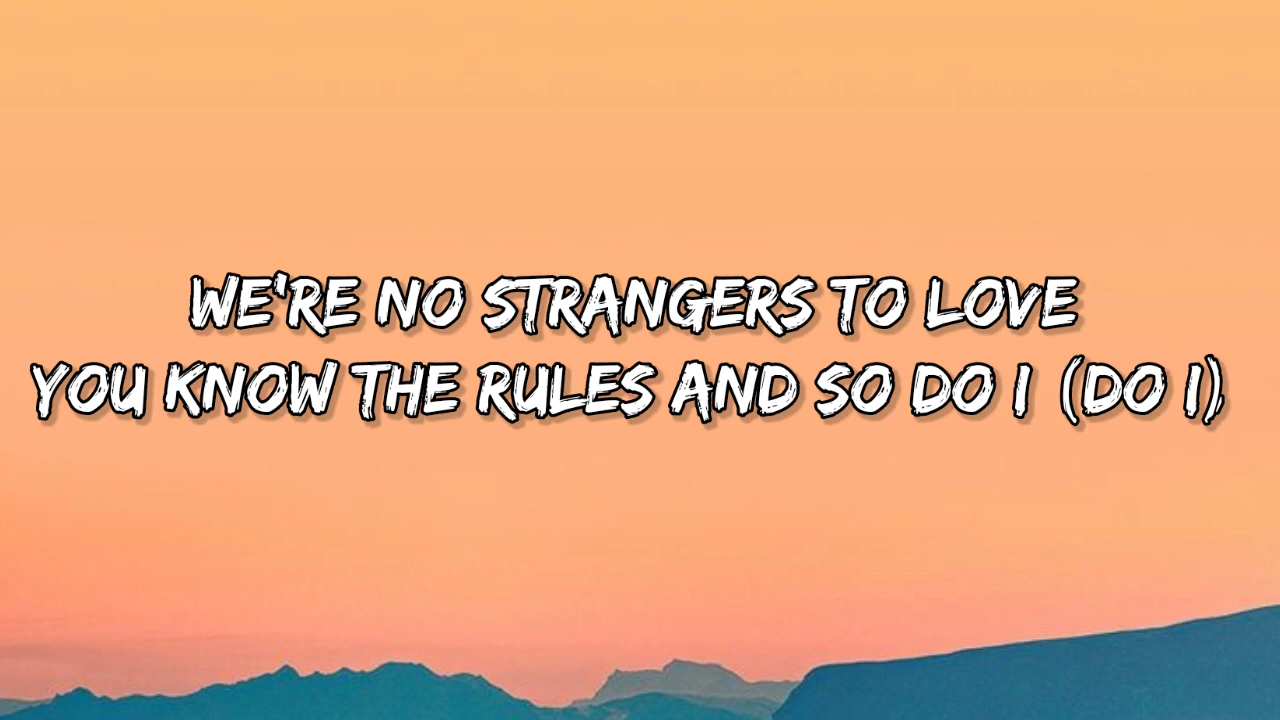 WE'RE NO STRANGERS TO LOVE
YOU KNOW THE RULES AND SO DO I (DO I)